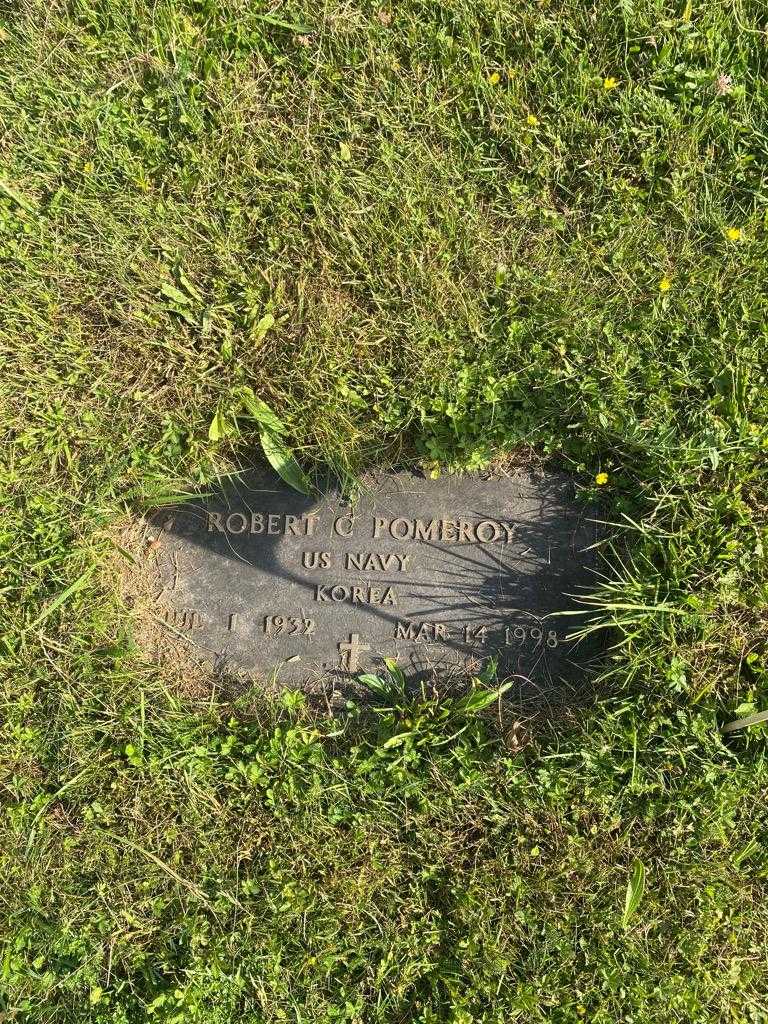 ROBERT C POMEROY
US NAVY
KOREA
JUL 1 1932 MAR 14 1998